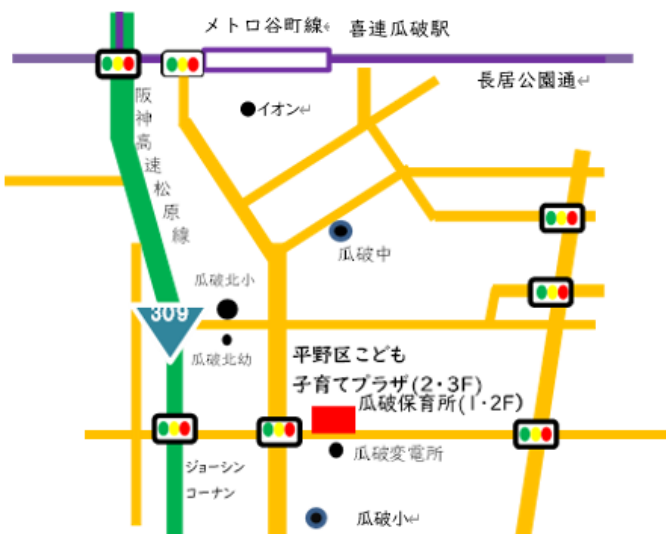 メトロ谷町線
喜連瓜破駅
長居公園通
イオン
阪神高速松原線
瓜破中
瓜破北小
309
瓜破北幼
平野区こども
子育てプラザ(2・3F)
瓜破保育所(1・2F)
瓜破変電所
ジョーシン
コーナン
瓜破小